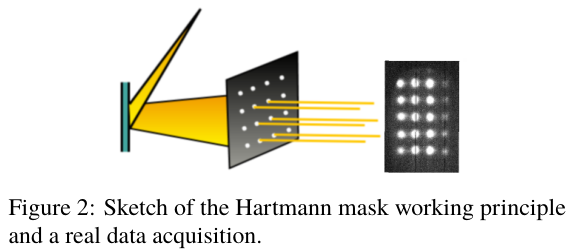 Figure 2: Sketch of the Hartmann mask working principle
and a real data acquisition.